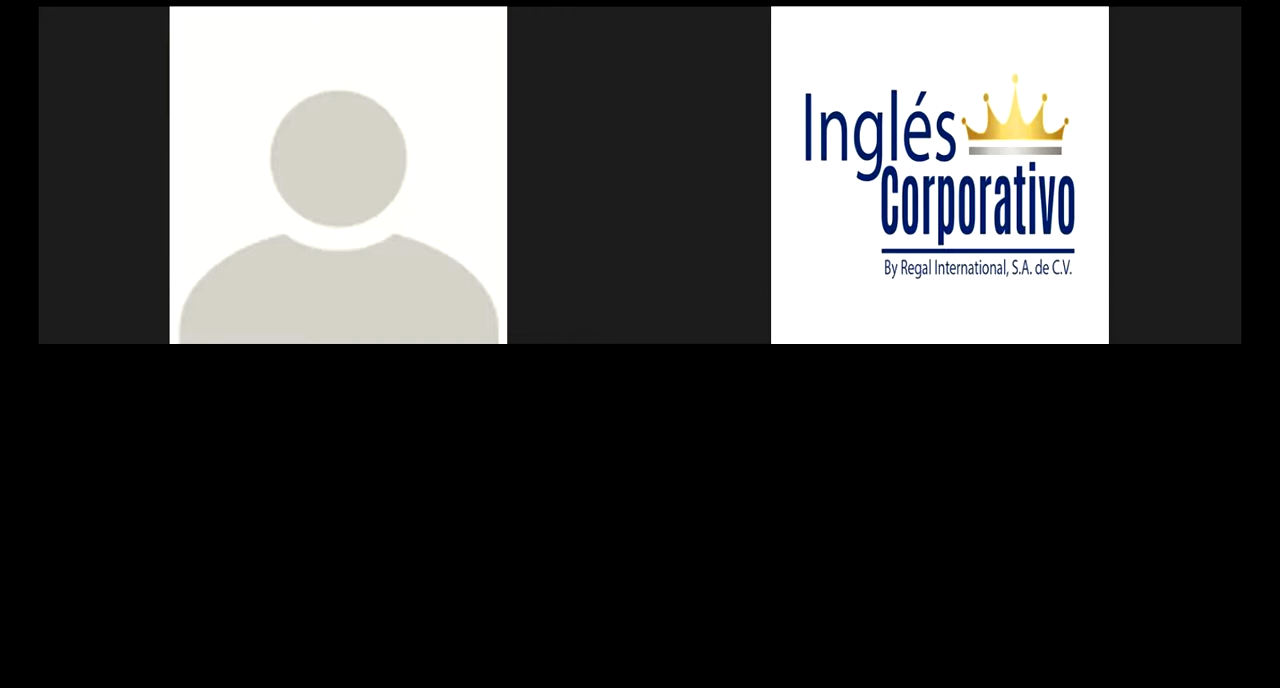 Inglés
Corporativo
By Regal International, S.A. de C.V.